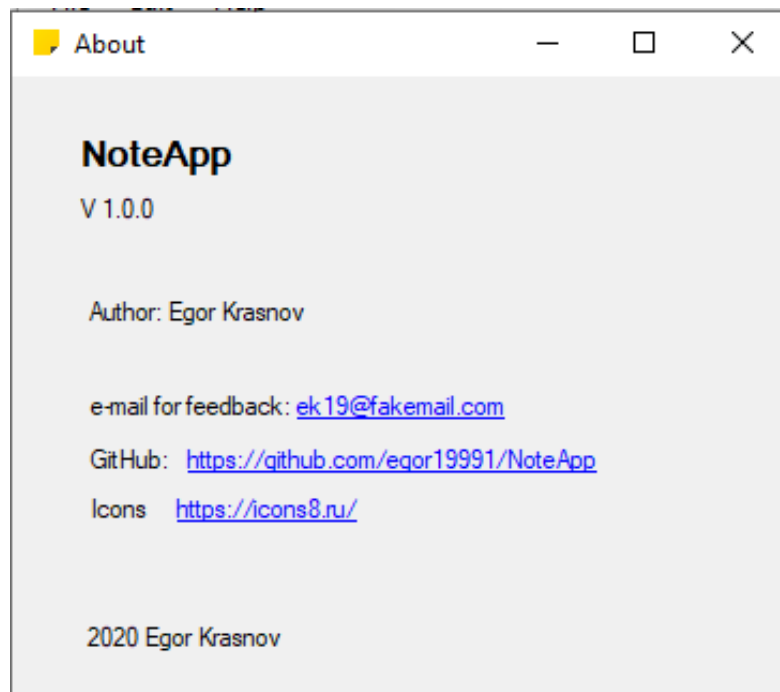 About
NoteApp
V 1.0.0
Author: Egor Krasnov
e-mail for feedback: ek19@fakemail.com
GitHub: https://github.com/egor19991/NoteApp
Icons https://icons8.ru/
2020 Egor Krasnov